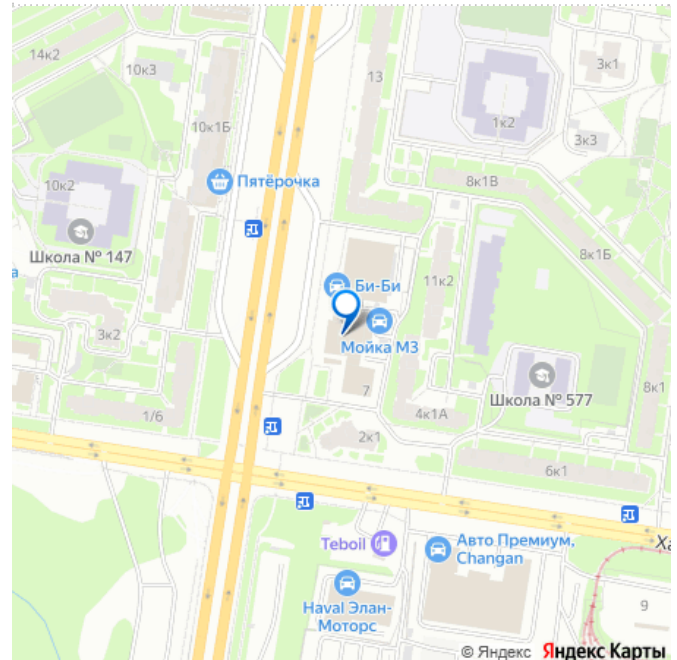 14к2
10к3
13
3к1
10к1Б
1к2
3к3
Пятёрочка
8к1В
10к2
Школа № 147
а
8к1Б
11к2
Би-Би
Мойка М3
3к2
7
Школа № 577
8к1
1/6
4к1А
2к1
6к1
Teboil
Авто Премиум,
Changan
Ха
Haval Элан-
Моторс
9
© Яндекс Яндекс Карты